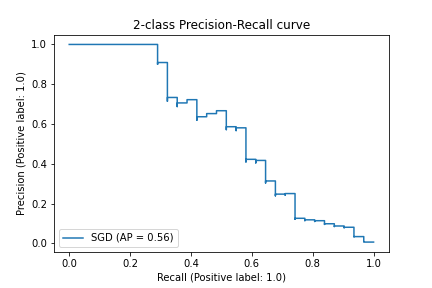 2-class Precision-Recall curve
Precision (Positive label: 1.0)
1.0
0.8
0.6
0.4
0.2
0.0
SGD (AP = 0.56)
0.0 0.2 0.4 0.6 0.8 1.0
Recall (Positive label: 1.0)